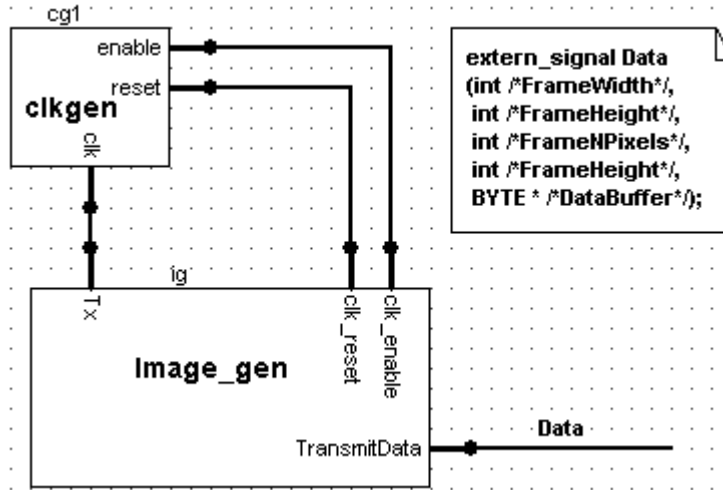 cg1
enable
reset
clkgen
clk
extern_signal Data
(int /*FrameWidth*/,
int /*FrameHeight*/,
int /*FrameNPixels*/,
int /*FrameHeight*/,
BYTE * /*DataBuffer*/);
ig
Tx
clk_reset
clk_enable
Image_gen
TransmitData
Data